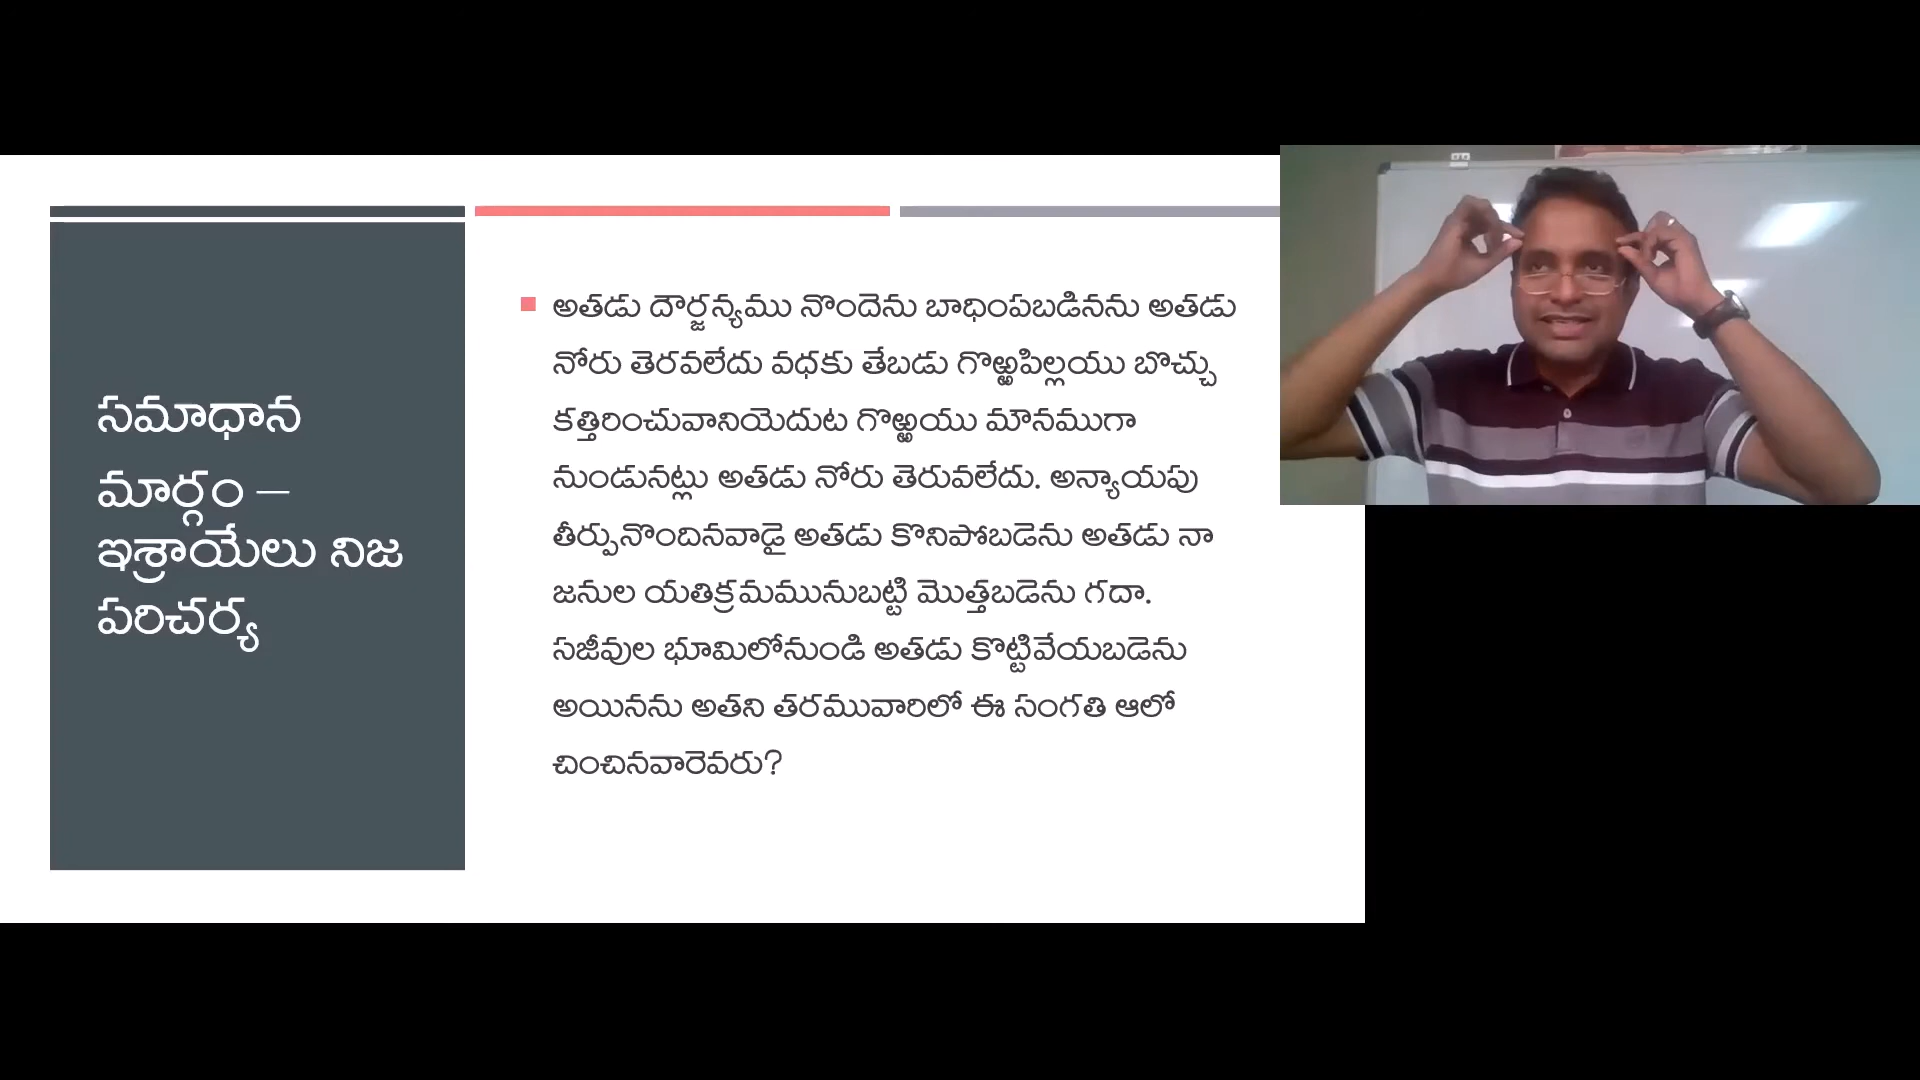 సమాధాన
మార్గం –
ఇశ్రాయేలు నిజ
పరిచర్య
అతడు దౌర్జన్యము నొందెను బాధింపబడినను అతడు
నోరు తెరవలేదు వధకు తేబడు గొఱ్ఱపిల్లయు బొచ్చు
కత్తిరించువానియెదుట గొఱ్ఱయు మౌనముగా
నుండునట్లు అతడు నోరు తెరువలేదు. అన్యాయపు
తీర్పునొందినవాడై అతడు కొనిపోబడెను అతడు నా
జనుల యతిక్రమమునుబట్టి మొత్తబడెను గదా.
సజీవుల భూమిలోనుండి అతడు కొట్టివేయబడెను
అయినను అతని తరమువారిలో ఈ సంగతి ఆలో
చించినవారెవరు?